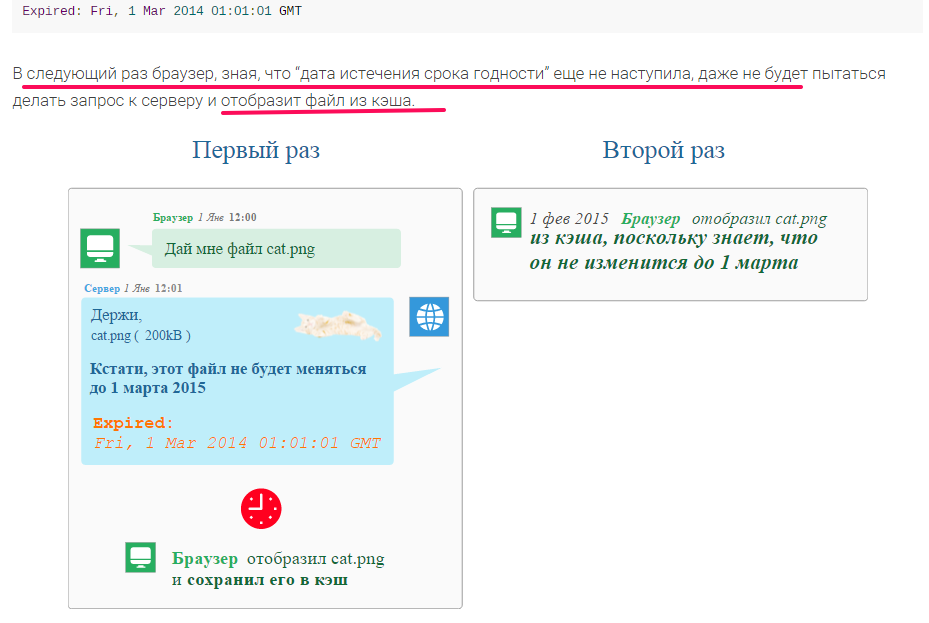 Expired: Fri, 1 Mar 2014 01:01:01 GMT
В следующий раз браузер, зная, что “дата истечения срока годности” еще не наступила, даже не будет пытаться
делать запрос к серверу и отобразит файл из кэша.
Первый раз
Браузер 1 Янв 12:00
Дай мне файл cat.png
Сервер 1 Янв 12:01
Держи,
cat.png ( 200kB )
Кстати, этот файл не будет меняться
до 1 марта 2015
Expired:
Fri, 1 Mar 2014 01:01:01 GMT
Браузер отобразил cat.png
и сохранил его в кэш
Второй раз
1 фев 2015 Браузер отобразил cat.png
из кэша, поскольку знает, что
он не изменится до 1 марта